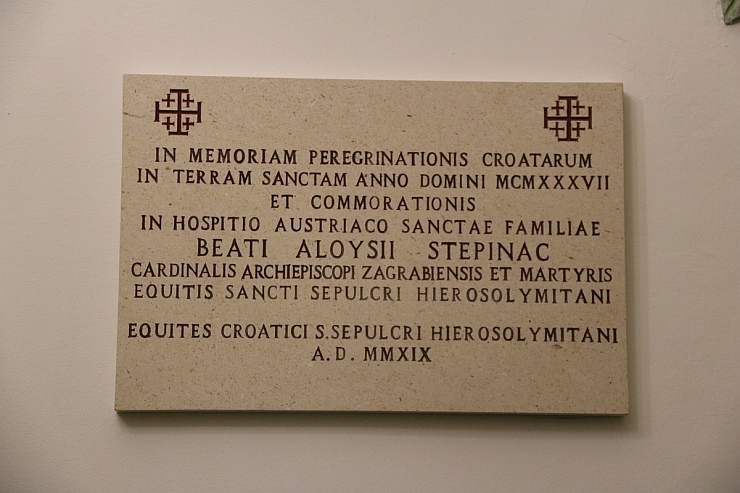 IN MEMORIAM PEREGRINATIONIS CROATARUM
IN TERRAM SANCTAM ANNO DOMINI MCMXXXVII
ET COMMORATIONIS
IN HOSPITIO AUSTRIACO SANCTAE FAMILIAE
BEATI ALOYSII STEPINAC
CARDINALIS ARCHIEPISCOPI ZAGRABIENSIS ET MARTYRIS
EQUITIS SANCTI SEPULCRI HIEROSOLYMITANI
EQUITES CROATICI S.SEPULCRI HIEROSOLYMITANI
A.D. MMXIX